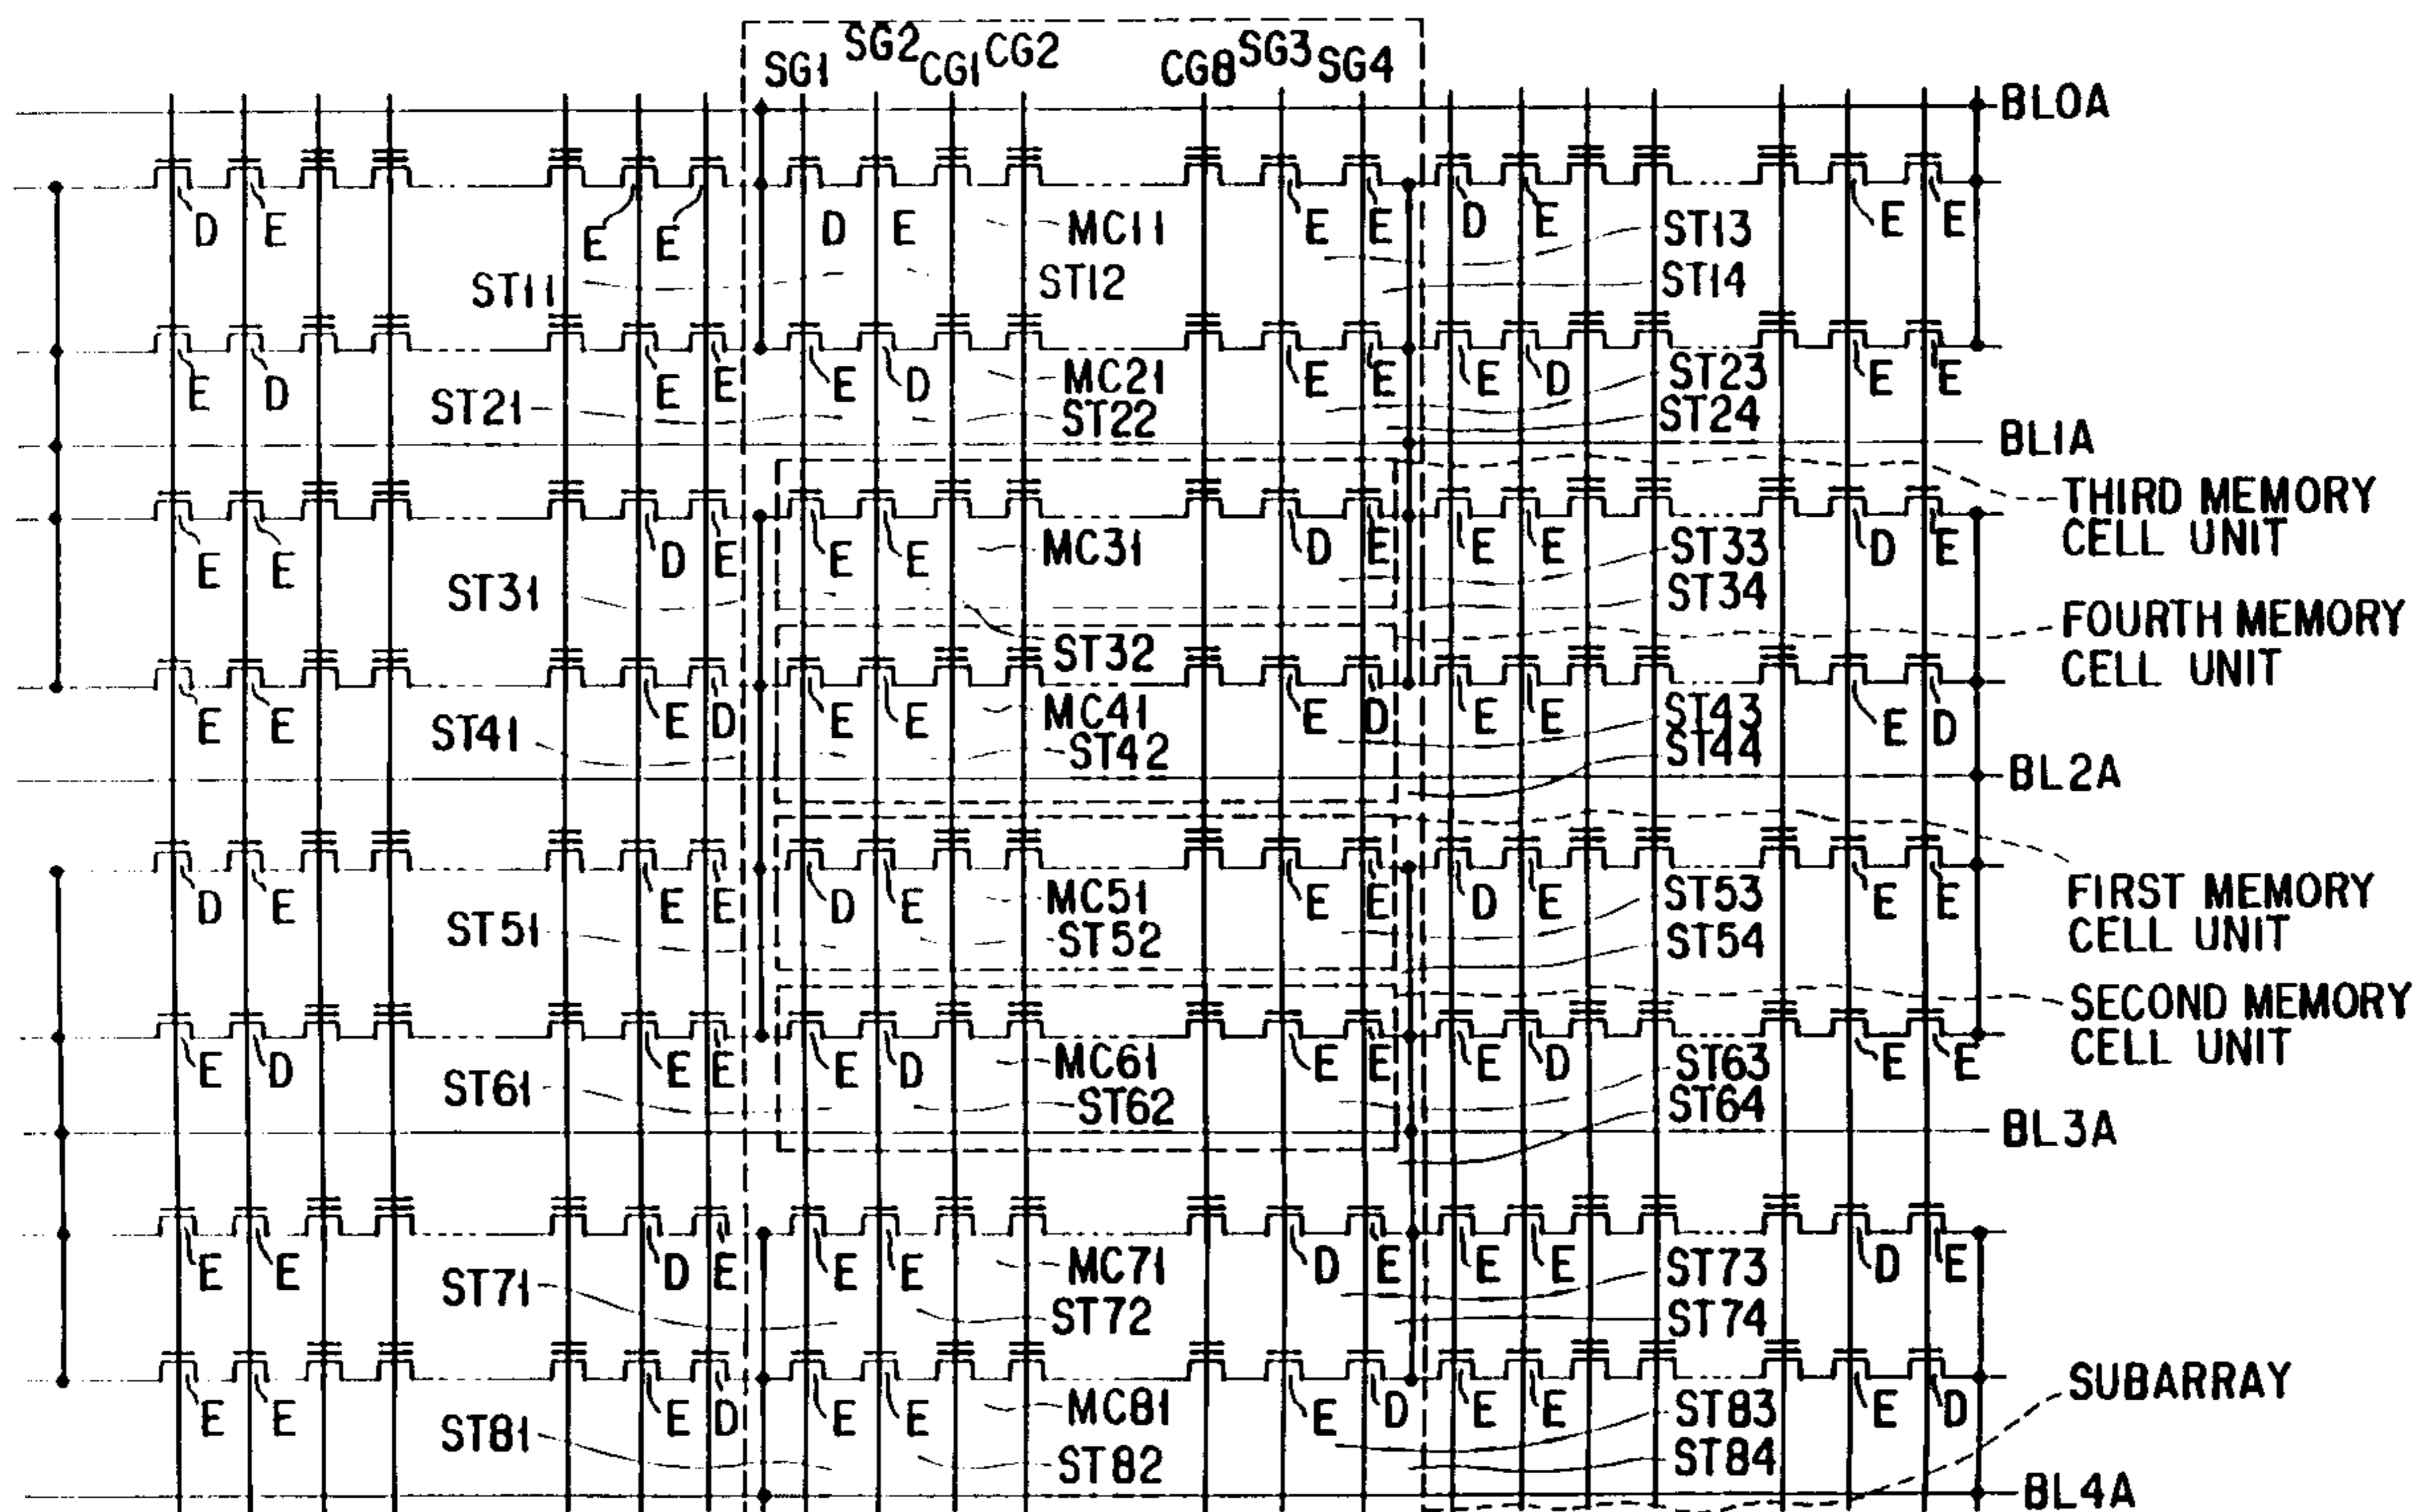 SG1 SG2 CG1 CG2 CG8 SG3 SG4
BL0A
D E E E D E MC11 E E D E E E
ST13
ST11 ST12 ST14
E D E E E D MC21 E E E D E E
ST23
ST21 ST22 ST24
BL1A
THIRD MEMORY
CELL UNIT
E E D E E E MC31 D E E E D E
ST33
ST31 ST34
FOURTH MEMORY
CELL UNIT
ST32
E E E D E E MC41 E D E E E D
ST43
ST41 ST42 ST44
BL2A
D E E E D E MC51 E E D E E E
ST53
FIRST MEMORY
CELL UNIT
ST51 ST52 ST54
SECOND MEMORY
CELL UNIT
E D E E E D MC61 E E E D E E
ST63
ST61 ST62 ST64
BL3A
E E D E E E MC71 D E E E D E
ST73
ST71 ST72 ST74
SUBARRAY
E E E D E E MC81 E D E E E D
ST83
ST81 ST82 ST84
BL4A